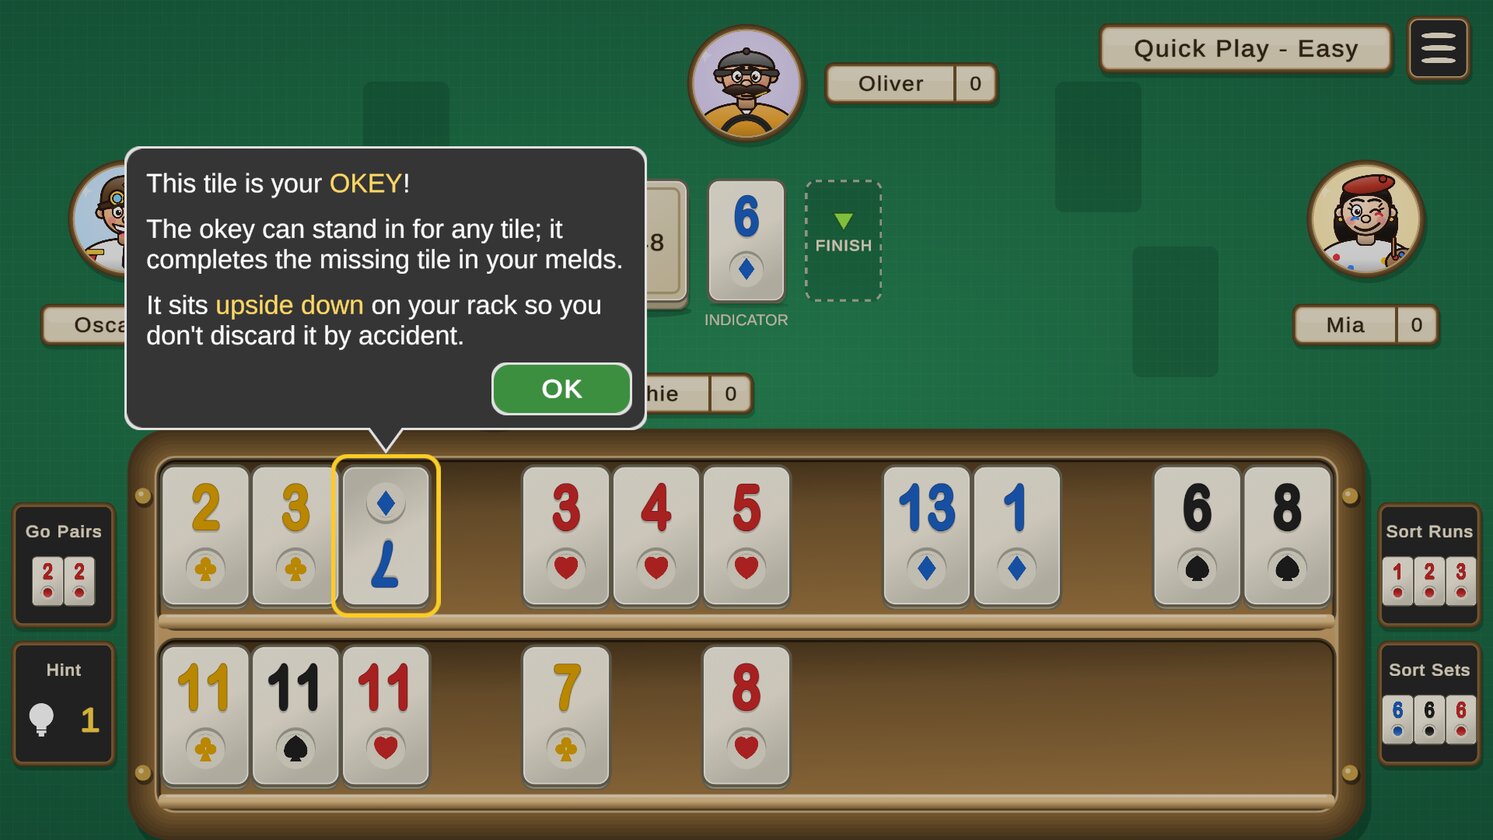 Quick Play - Easy
Oliver 0
This tile is your OKEY!
The okey can stand in for any tile; it
completes the missing tile in your melds.
It sits upside down on your rack so you
don't discard it by accident.
OK
6
FINISH
INDICATOR
Mia 0
0
2 3 7 3 4 5 13 1 6 8
11 11 11 7 8
Go Pairs
2 2
Hint
1
Sort Runs
1 2 3
Sort Sets
6 6 6